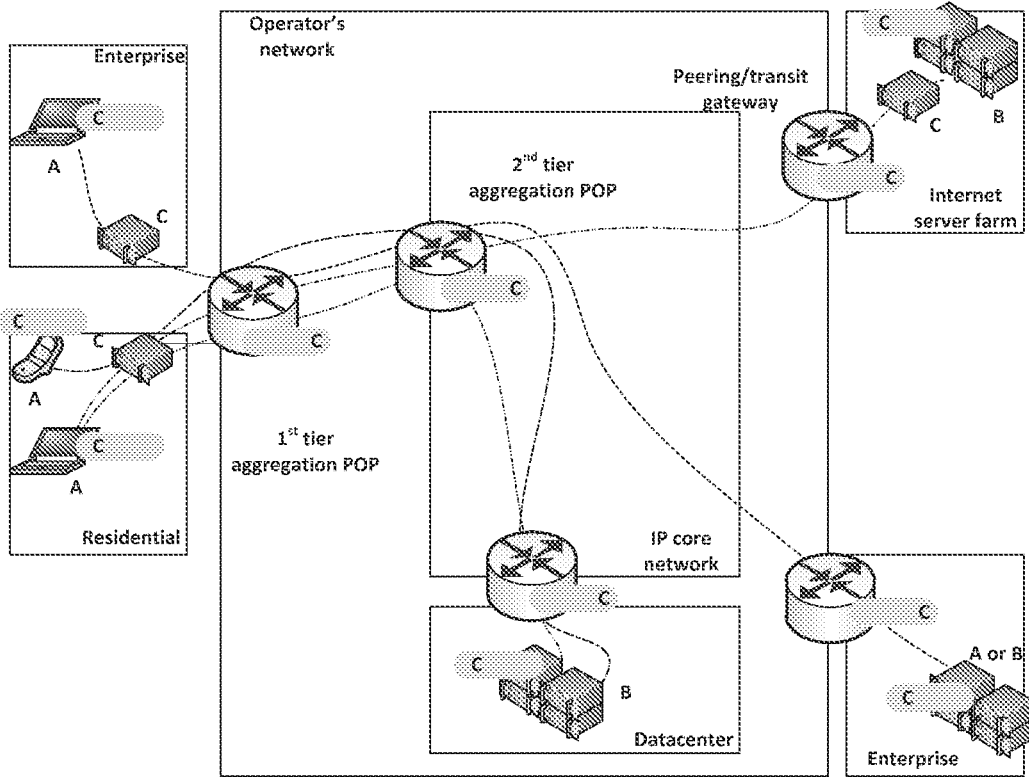 Operator's
network
Enterprise
C
A
C
Peering/transit
gateway
C
C
B
C
Internet
server farm
2nd tier
aggregation POP
C
C
C
C
A
C
A
Residential
1st tier
aggregation POP
IP core
network
C
C
B
Datacenter
C
A or B
C
Enterprise